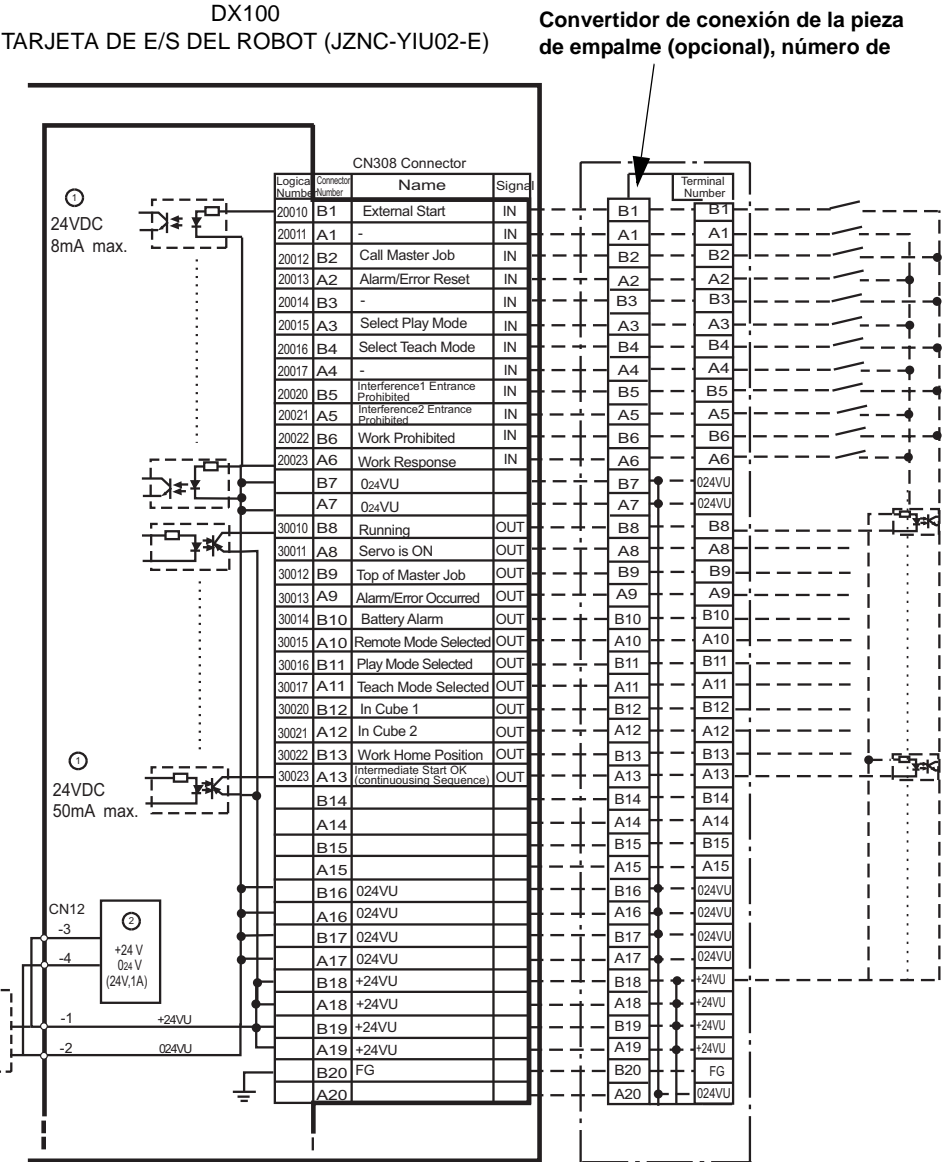 DX100
TARJETA DE E/S DEL ROBOT (JZNC-YIU02-E)
Convertidor de conexión de la pieza
de empalme (opcional), número de
CN308 Connector
Logical Number Connector Number Name Signal
Terminal Number
① 
24VDC
8mA max.
20010 B1 External Start IN B1 B1
20011 A1 - IN A1 A1
20012 B2 Call Master Job IN B2 B2
20013 A2 Alarm/Error Reset IN A2 A2
20014 B3 - IN B3 B3
20015 A3 Select Play Mode IN A3 A3
20016 B4 Select Teach Mode IN B4 B4
20017 A4 - IN A4 A4
20020 B5 Interference1 Entrance Prohibited IN B5 B5
20021 A5 Interference2 Entrance Prohibited IN A5 A5
20022 B6 Work Prohibited IN B6 B6
20023 A6 Work Response IN A6 A6
B7 024VU B7 024VU
A7 024VU A7 024VU
30010 B8 Running OUT B8 B8
30011 A8 Servo is ON OUT A8 A8
30012 B9 Top of Master Job OUT B9 B9
30013 A9 Alarm/Error Occurred OUT A9 A9
30014 B10 Battery Alarm OUT B10 B10
30015 A10 Remote Mode Selected OUT A10 A10
30016 B11 Play Mode Selected OUT B11 B11
30017 A11 Teach Mode Selected OUT A11 A11
30020 B12 In Cube 1 OUT B12 B12
30021 A12 In Cube 2 OUT A12 A12
30022 B13 Work Home Position OUT B13 B13
30023 A13 Intermediate Start OK (continuousing Sequence) OUT A13 A13
①
24VDC
50mA max.
B14 B14 B14
A14 A14 A14
B15 B15 B15
A15 A15 A15
B16 024VU B16 024VU
A16 024VU A16 024VU
B17 024VU B17 024VU
A17 024VU A17 024VU
B18 +24VU B18 +24VU
A18 +24VU A18 +24VU
B19 +24VU B19 +24VU
A19 +24VU A19 +24VU
B20 FG B20 FG
A20 A20 024VU
CN12
-3
-4
②
+24 V
024 V
(24V,1A)
-1 +24VU
-2 024VU